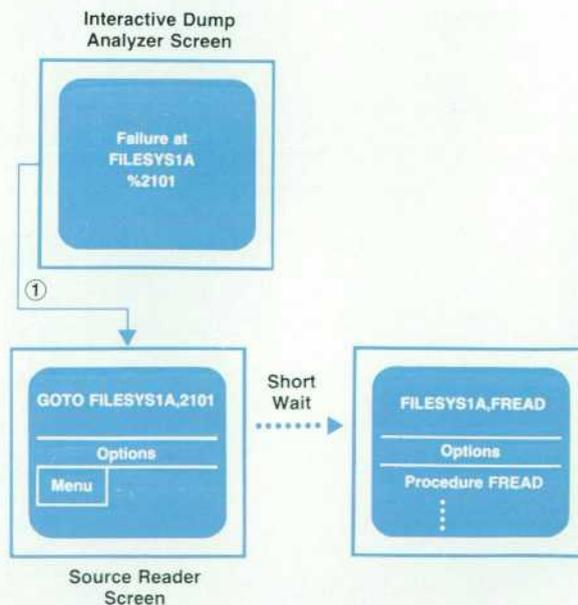 Interactive Dump
Analyzer Screen
Failure at
FILESYS1A
%2101
①
GOTO FILESYS1A,2101
Options
Menu
Short
Wait
FILESYS1A,FREAD
Options
Procedure FREAD
Source Reader
Screen